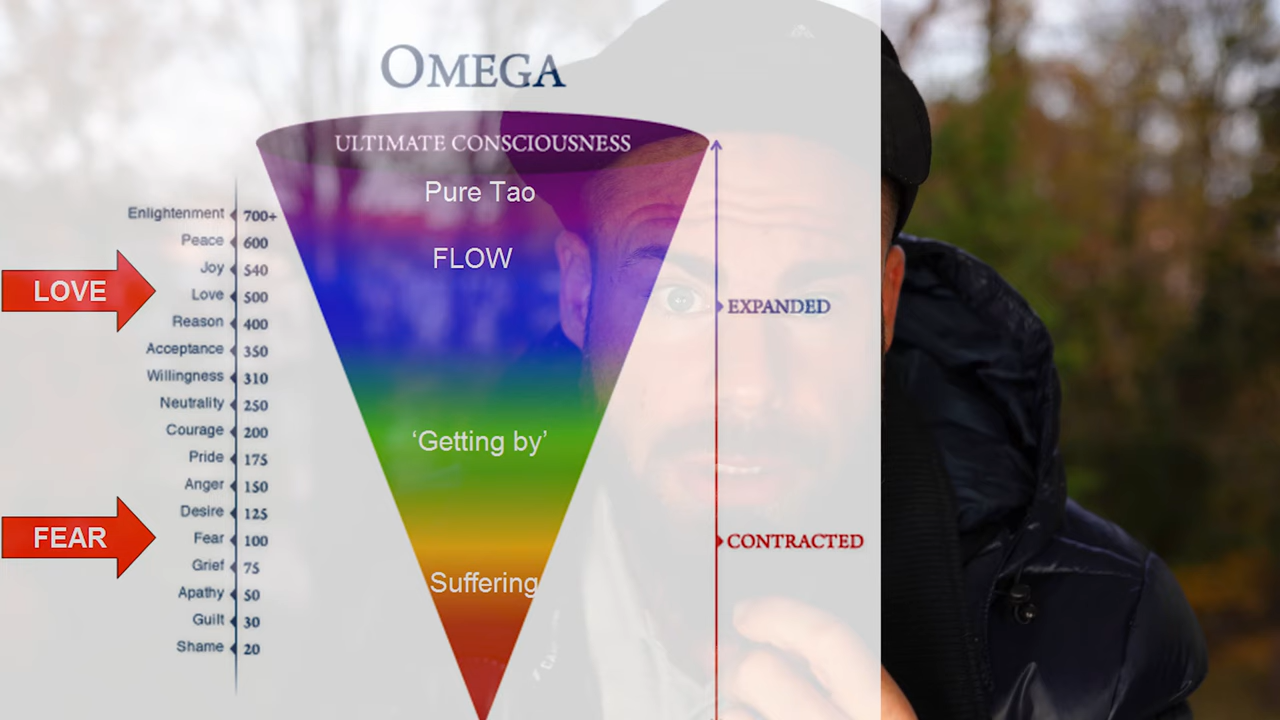 OMEGA
ULTIMATE CONSCIOUSNESS
Pure Tao
FLOW
‘Getting by’
Suffering
Enlightenment 700+
Peace 600
Joy 540
Love 500
Reason 400
Acceptance 350
Willingness 310
Neutrality 250
Courage 200
Pride 175
Anger 150
Desire 125
Fear 100
Grief 75
Apathy 50
Guilt 30
Shame 20
LOVE
FEAR
EXPANDED
CONTRACTED